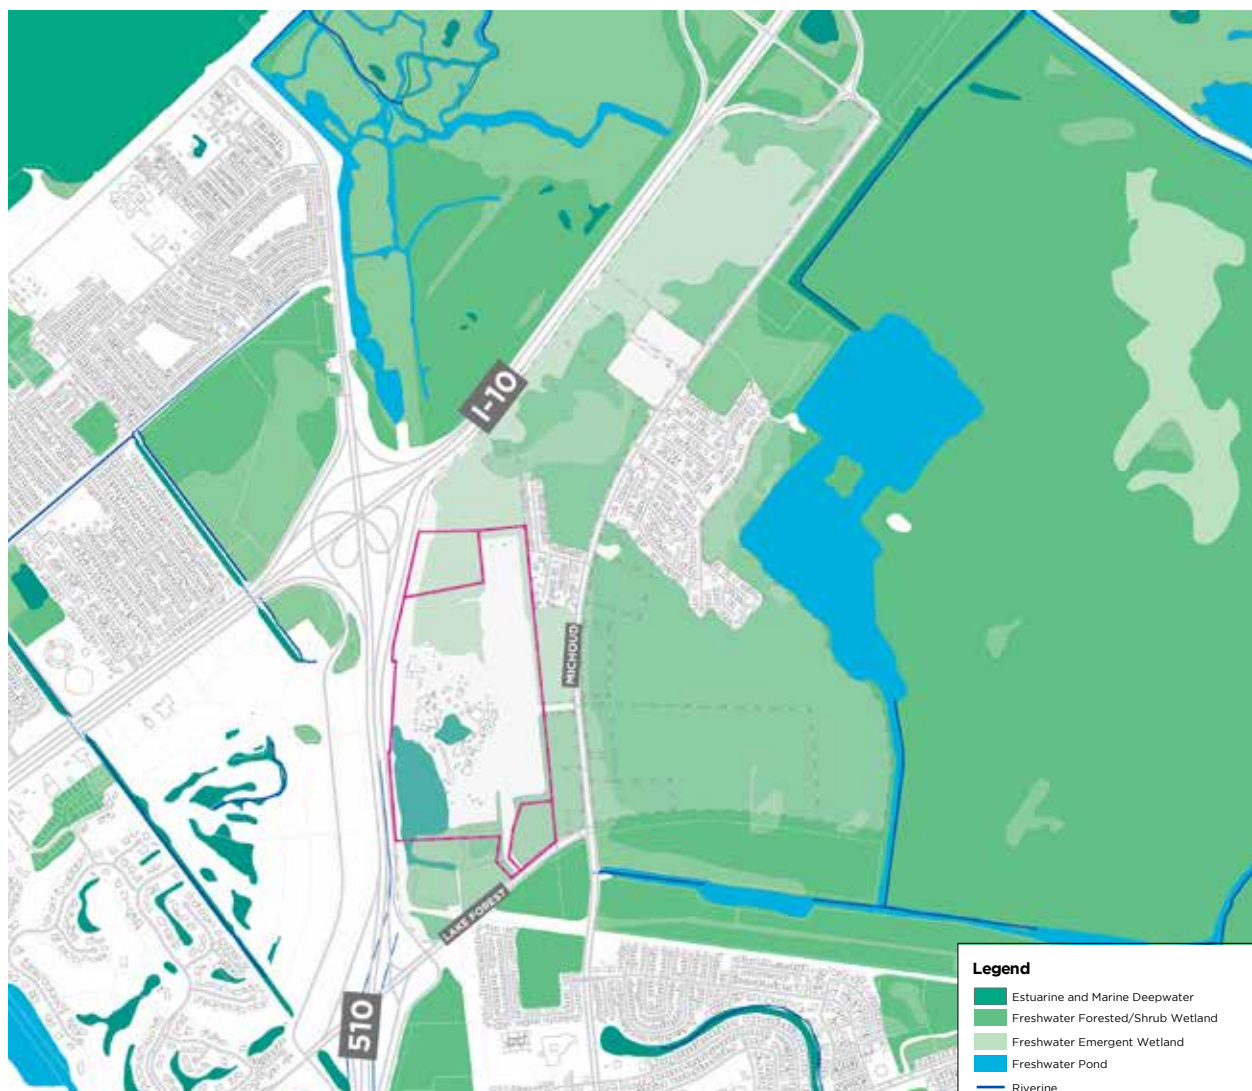 I-10
MICHOUD
LAKE FOREST
510
Legend
Estuarine and Marine Deepwater
Freshwater Forested/Shrub Wetland
Freshwater Emergent Wetland
Freshwater Pond
Riverine